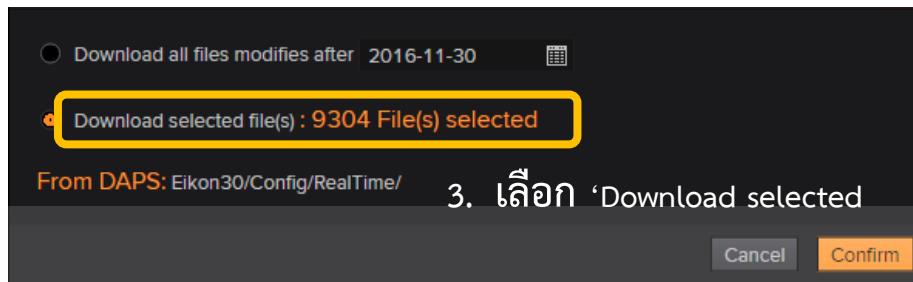 Download all files modifies after 2016-11-30
Download selected file(s) : 9304 File(s) selected
From DAPS: Eikon30/Config/RealTime/
3. เลือก ‘Download selected
Cancel Confirm